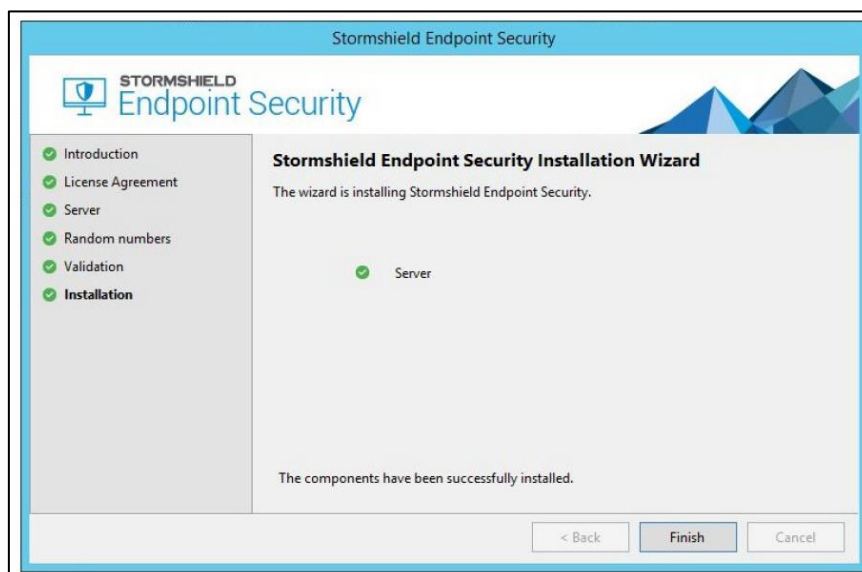 Stormshield Endpoint Security
STORMSHIELD
Endpoint Security
Introduction
License Agreement
Server
Random numbers
Validation
Installation
Stormshield Endpoint Security Installation Wizard
The wizard is installing Stormshield Endpoint Security.
Server
The components have been successfully installed.
< Back
Finish
Cancel